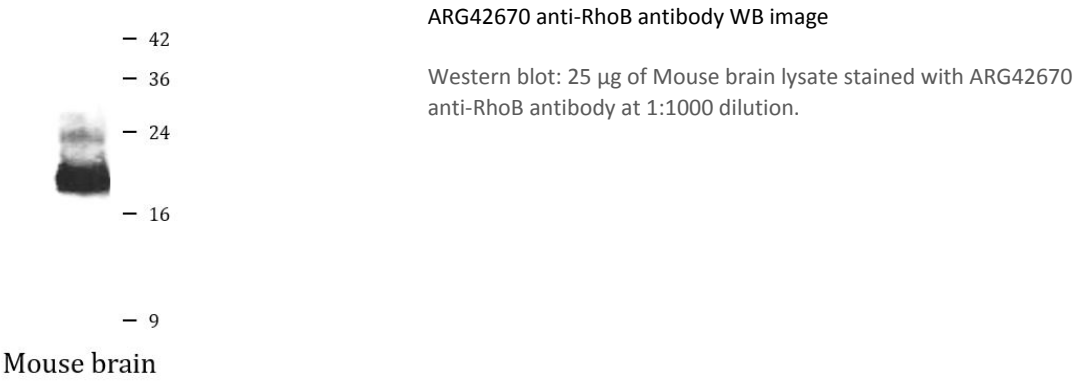 ARG42670 anti-RhoB antibody WB image
Western blot: 25 µg of Mouse brain lysate stained with ARG42670
anti-RhoB antibody at 1:1000 dilution.
– 42
– 36
– 24
– 16
– 9
Mouse brain